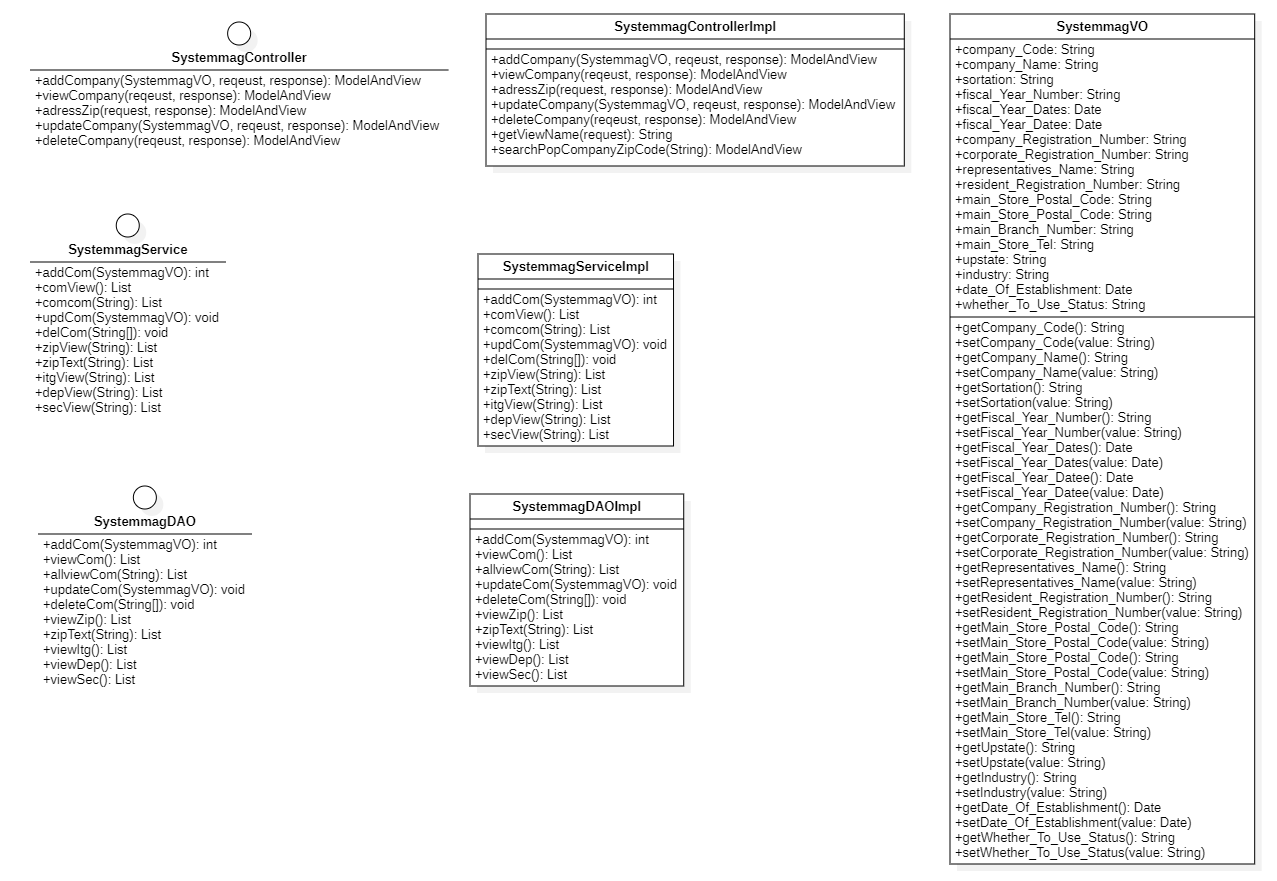 SystemmagController
+addCompany(SystemmagVO, reqeust, response): ModelAndView
+viewCompany(reqeust, response): ModelAndView
+adressZip(request, response): ModelAndView
+updateCompany(SystemmagVO, reqeust, response): ModelAndView
+deleteCompany(reqeust, response): ModelAndView
SystemmagControllerImpl
+addCompany(SystemmagVO, reqeust, response): ModelAndView
+viewCompany(reqeust, response): ModelAndView
+adressZip(request, response): ModelAndView
+updateCompany(SystemmagVO, reqeust, response): ModelAndView
+deleteCompany(reqeust, response): ModelAndView
+getViewName(request): String
+searchPopCompanyZipCode(String): ModelAndView
SystemmagService
+addCom(SystemmagVO): int
+comView(): List
+comcom(String): List
+updCom(SystemmagVO): void
+delCom(String[]): void
+zipView(String): List
+zipText(String): List
+itgView(String): List
+depView(String): List
+secView(String): List
SystemmagServiceImpl
+addCom(SystemmagVO): int
+comView(): List
+comcom(String): List
+updCom(SystemmagVO): void
+delCom(String[]): void
+zipView(String): List
+zipText(String): List
+itgView(String): List
+depView(String): List
+secView(String): List
SystemmagDAO
+addCom(SystemmagVO): int
+viewCom(): List
+allviewCom(String): List
+updateCom(SystemmagVO): void
+deleteCom(String[]): void
+viewZip(): List
+zipText(String): List
+viewItg(): List
+viewDep(): List
+viewSec(): List
SystemmagDAOImpl
+addCom(SystemmagVO): int
+viewCom(): List
+allviewCom(String): List
+updateCom(SystemmagVO): void
+deleteCom(String[]): void
+viewZip(): List
+zipText(String): List
+viewItg(): List
+viewDep(): List
+viewSec(): List
SystemmagVO
+company_Code: String
+company_Name: String
+sortation: String
+fiscal_Year_Number: String
+fiscal_Year_Dates: Date
+fiscal_Year_Datee: Date
+company_Registration_Number: String
+corporate_Registration_Number: String
+representatives_Name: String
+resident_Registration_Number: String
+main_Store_Postal_Code: String
+main_Store_Postal_Code: String
+main_Branch_Number: String
+main_Store_Tel: String
+upstate: String
+industry: String
+date_Of_Establishment: Date
+whether_To_Use_Status: String
+getCompany_Code(): String
+setCompany_Code(value: String)
+getCompany_Name(): String
+setCompany_Name(value: String)
+getSortation(): String
+setSortation(value: String)
+getFiscal_Year_Number(): String
+setFiscal_Year_Number(value: String)
+getFiscal_Year_Dates(): Date
+setFiscal_Year_Dates(value: Date)
+getFiscal_Year_Datee(): Date
+setFiscal_Year_Datee(value: Date)
+getCompany_Registration_Number(): String
+setCompany_Registration_Number(value: String)
+getCorporate_Registration_Number(): String
+setCorporate_Registration_Number(value: String)
+getRepresentatives_Name(): String
+setRepresentatives_Name(value: String)
+getResident_Registration_Number(): String
+setResident_Registration_Number(value: String)
+getMain_Store_Postal_Code(): String
+setMain_Store_Postal_Code(value: String)
+getMain_Store_Postal_Code(): String
+setMain_Store_Postal_Code(value: String)
+getMain_Branch_Number(): String
+setMain_Branch_Number(value: String)
+getMain_Store_Tel(): String
+setMain_Store_Tel(value: String)
+getUpstate(): String
+setUpstate(value: String)
+getIndustry(): String
+setIndustry(value: String)
+getDate_Of_Establishment(): Date
+setDate_Of_Establishment(value: Date)
+getWhether_To_Use_Status(): String
+setWhether_To_Use_Status(value: String)